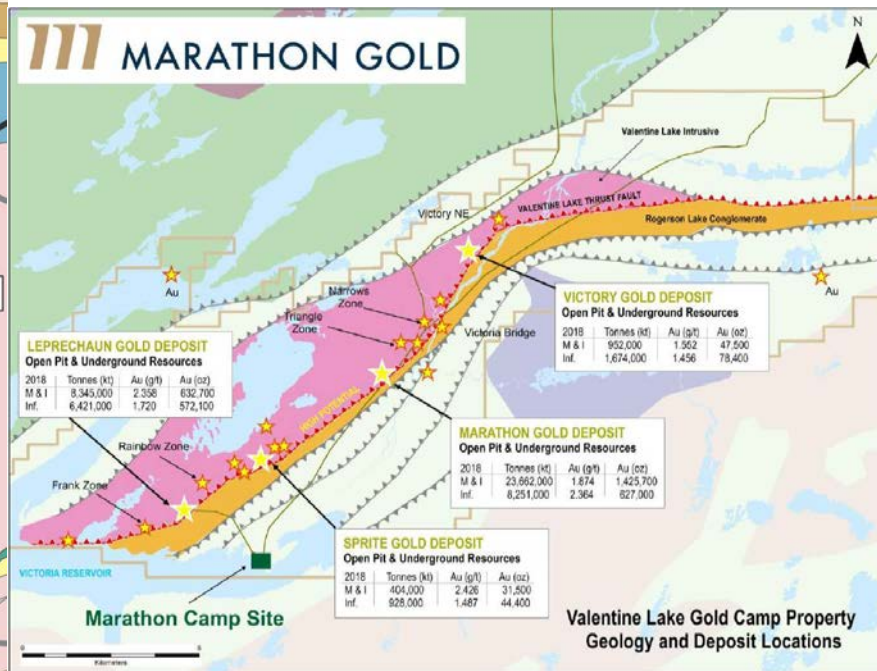 MARATHON GOLD
N
Valentine Lake Intrusive
VALENTINE LAKE THRUST FAULT
Rogerson Lake Conglomerate
Victory NE
Au
Au
Narrows
Zone
Triangle
Zone
Victoria Bridge
VICTORY GOLD DEPOSIT
Open Pit & Underground Resources
2018 Tonnes (kt) Au (g/t) Au (oz)
M & I 952,000 1.552 47,500
Inf. 1,674,000 1.456 78,400
LEPRECHAUN GOLD DEPOSIT
Open Pit & Underground Resources
2018 Tonnes (kt) Au (g/t) Au (oz)
M & I 8,345,000 2.358 632,700
Inf. 6,421,000 1.720 572,100
HIGH POTENTIAL
MARATHON GOLD DEPOSIT
Open Pit & Underground Resources
2018 Tonnes (kt) Au (g/t) Au (oz)
M & I 23,662,000 1.874 1,425,700
Inf. 8,251,000 2.364 627,000
Rainbow Zone
Frank Zone
SPRITE GOLD DEPOSIT
Open Pit & Underground Resources
2018 Tonnes (kt) Au (g/t) Au (oz)
M & I 404,000 2.426 31,500
Inf. 928,000 1.487 44,400
VICTORIA RESERVOIR
Marathon Camp Site
Valentine Lake Gold Camp Property
Geology and Deposit Locations
Kilometers